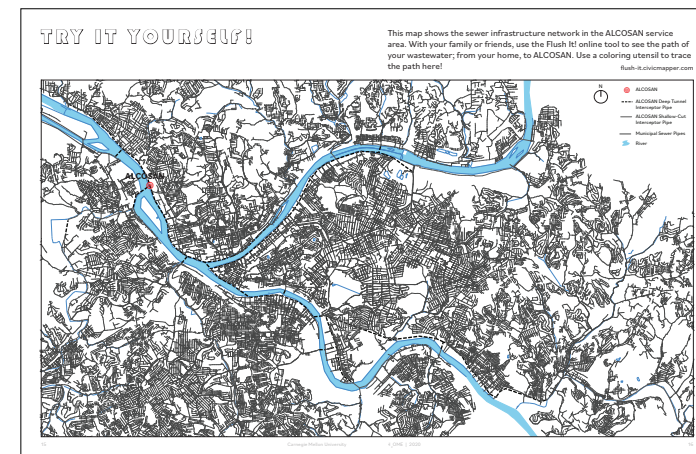 TRY IT YOURSELF!
This map shows the sewer infrastructure network in the ALCOSAN service
area. With your family or friends, use the Flush It! online tool to see the path of
your wastewater; from your home, to ALCOSAN. Use a coloring utensil to trace
the path here!
flush-it.civicmapper.com
N
ALCOSAN
ALCOSAN Deep Tunnel
Interceptor Pipe
ALCOSAN Shallow-Cut
Interceptor Pipe
Municipal Sewer Pipes
River
ALCOSAN
Carnegie Mellon University